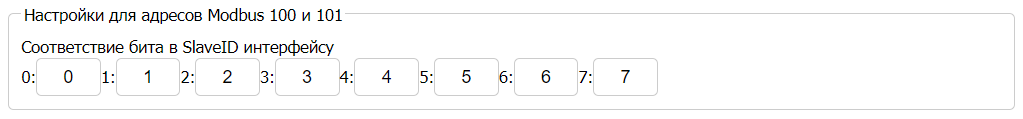 Настройки для адресов Modbus 100 и 101
Соответствие бита в SlaveID интерфейсу
0: 0 1: 1 2: 2 3: 3 4: 4 5: 5 6: 6 7: 7